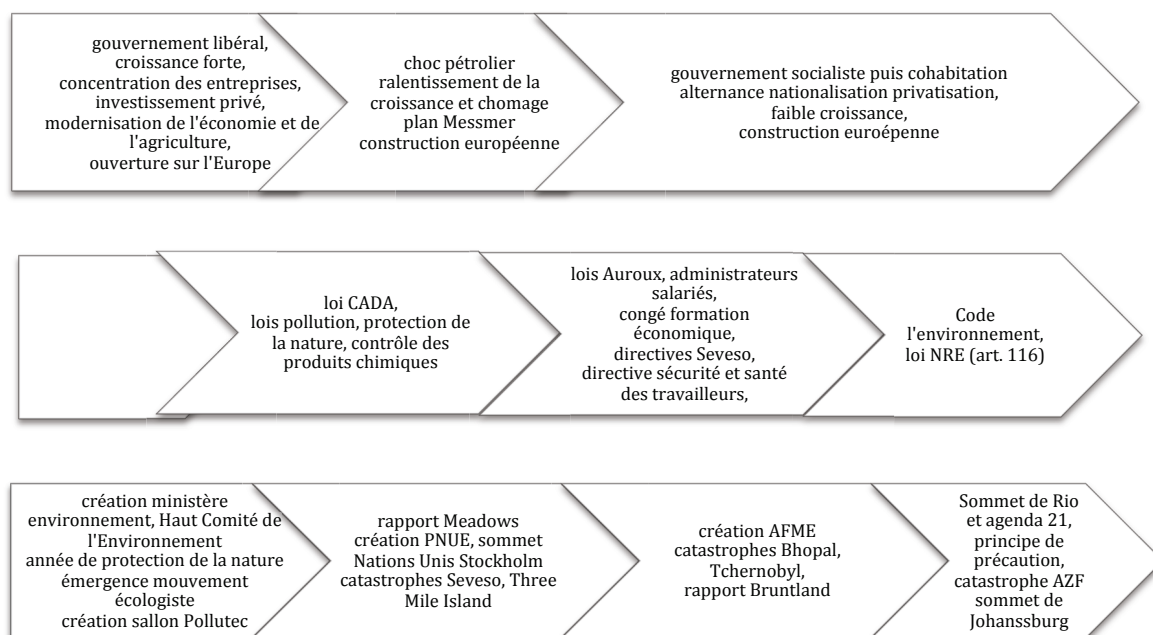 gouvernement libéral,
croissance forte,
concentration des entreprises,
investissement privé,
modernisation de l'économie et de
l'agriculture,
ouverture sur l'Europe
choc pétrolier
ralentissement de la
croissance et chomage
plan Messmer
construction européenne
gouvernement socialiste puis cohabitation
alternance nationalisation privatisation,
faible croissance,
construction euroépenne
loi CADA,
lois pollution, protection de
la nature, contrôle des
produits chimiques
lois Auroux, administrateurs
salariés,
congé formation
économique,
directives Seveso,
directive sécurité et santé
des travailleurs,
Code
l'environnement,
loi NRE (art. 116)
création ministère
environnement, Haut Comité de
l'Environnement
année de protection de la nature
émergence mouvement
écologiste
création sallon Pollutec
rapport Meadows
création PNUE, sommet
Nations Unis Stockholm
catastrophes Seveso, Three
Mile Island
création AFME
catastrophes Bhopal,
Tchernobyl,
rapport Bruntland
Sommet de Rio
et agenda 21,
principe de
précaution,
catastrophe AZF
sommet de
Johanssburg